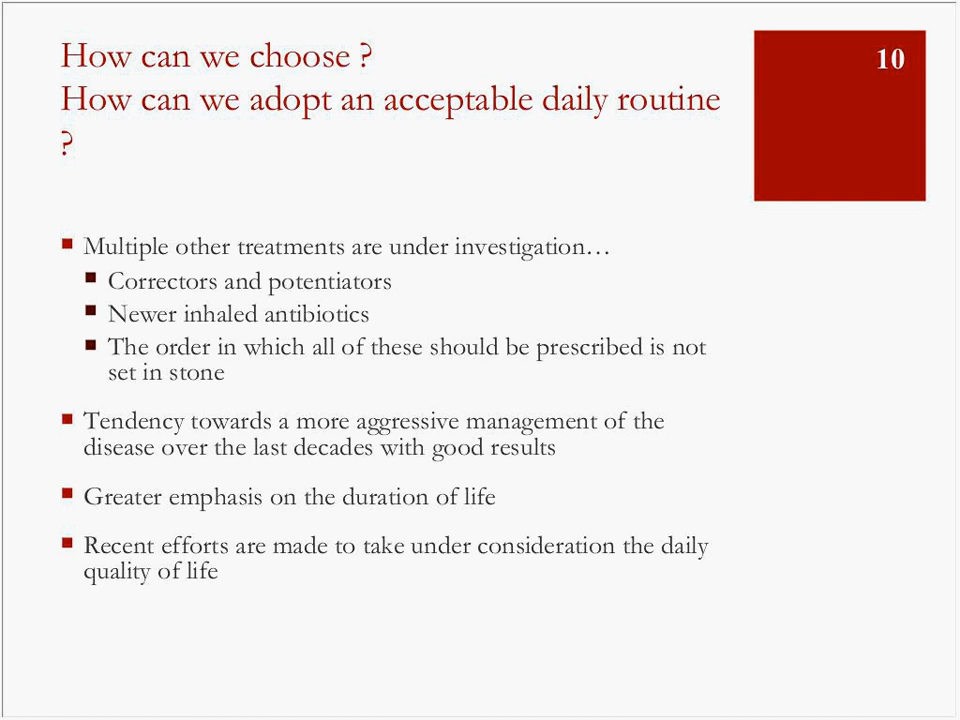 How can we choose ?
10
How can we adopt an acceptable daily routine
?
Multiple other treatments are under investigation…
Correctors and potentiators
Newer inhaled antibiotics
The order in which all of these should be prescribed is not
set in stone
Tendency towards a more aggressive management of the
disease over the last decades with good results
Greater emphasis on the duration of life
Recent efforts are made to take under consideration the daily
quality of life